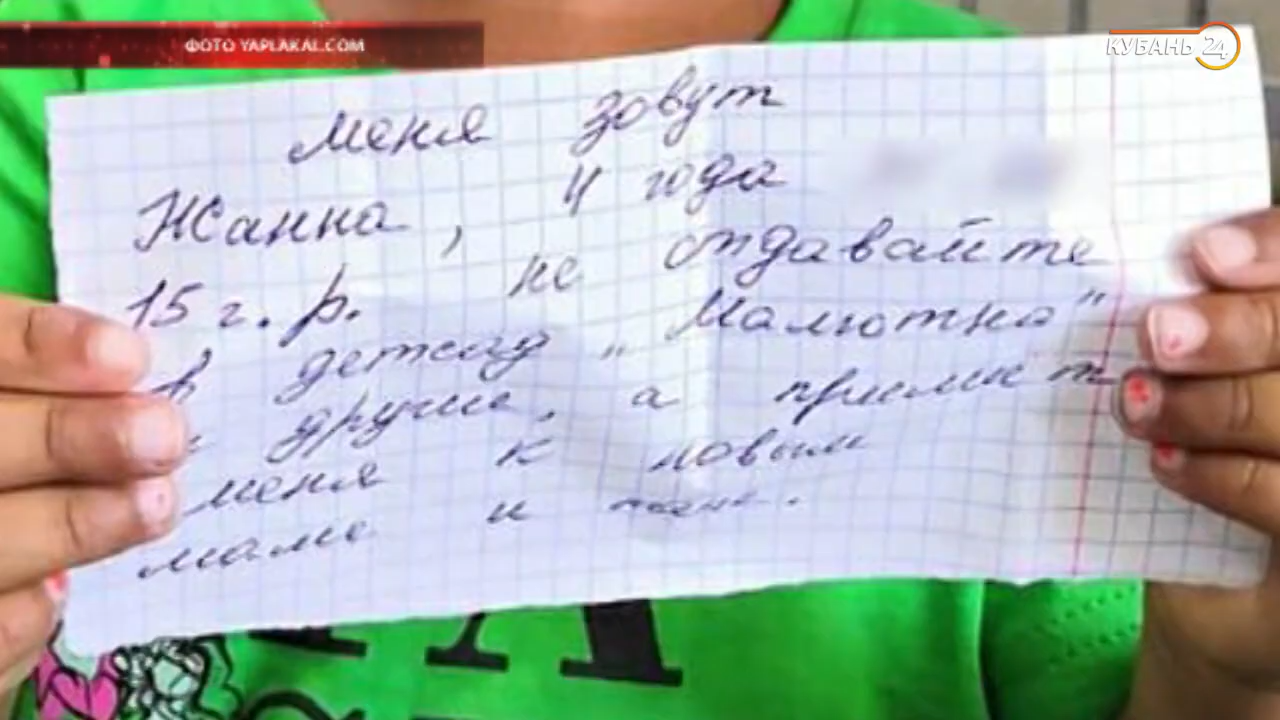 ФОТО YAPLAKAL.COM
КУБАНЬ 24
Меня зовут
Жанна, 4 года
15 г. р. не отдавайте
в детсад „Малютка"
и другие, а примит
меня к новым
маме и папе.